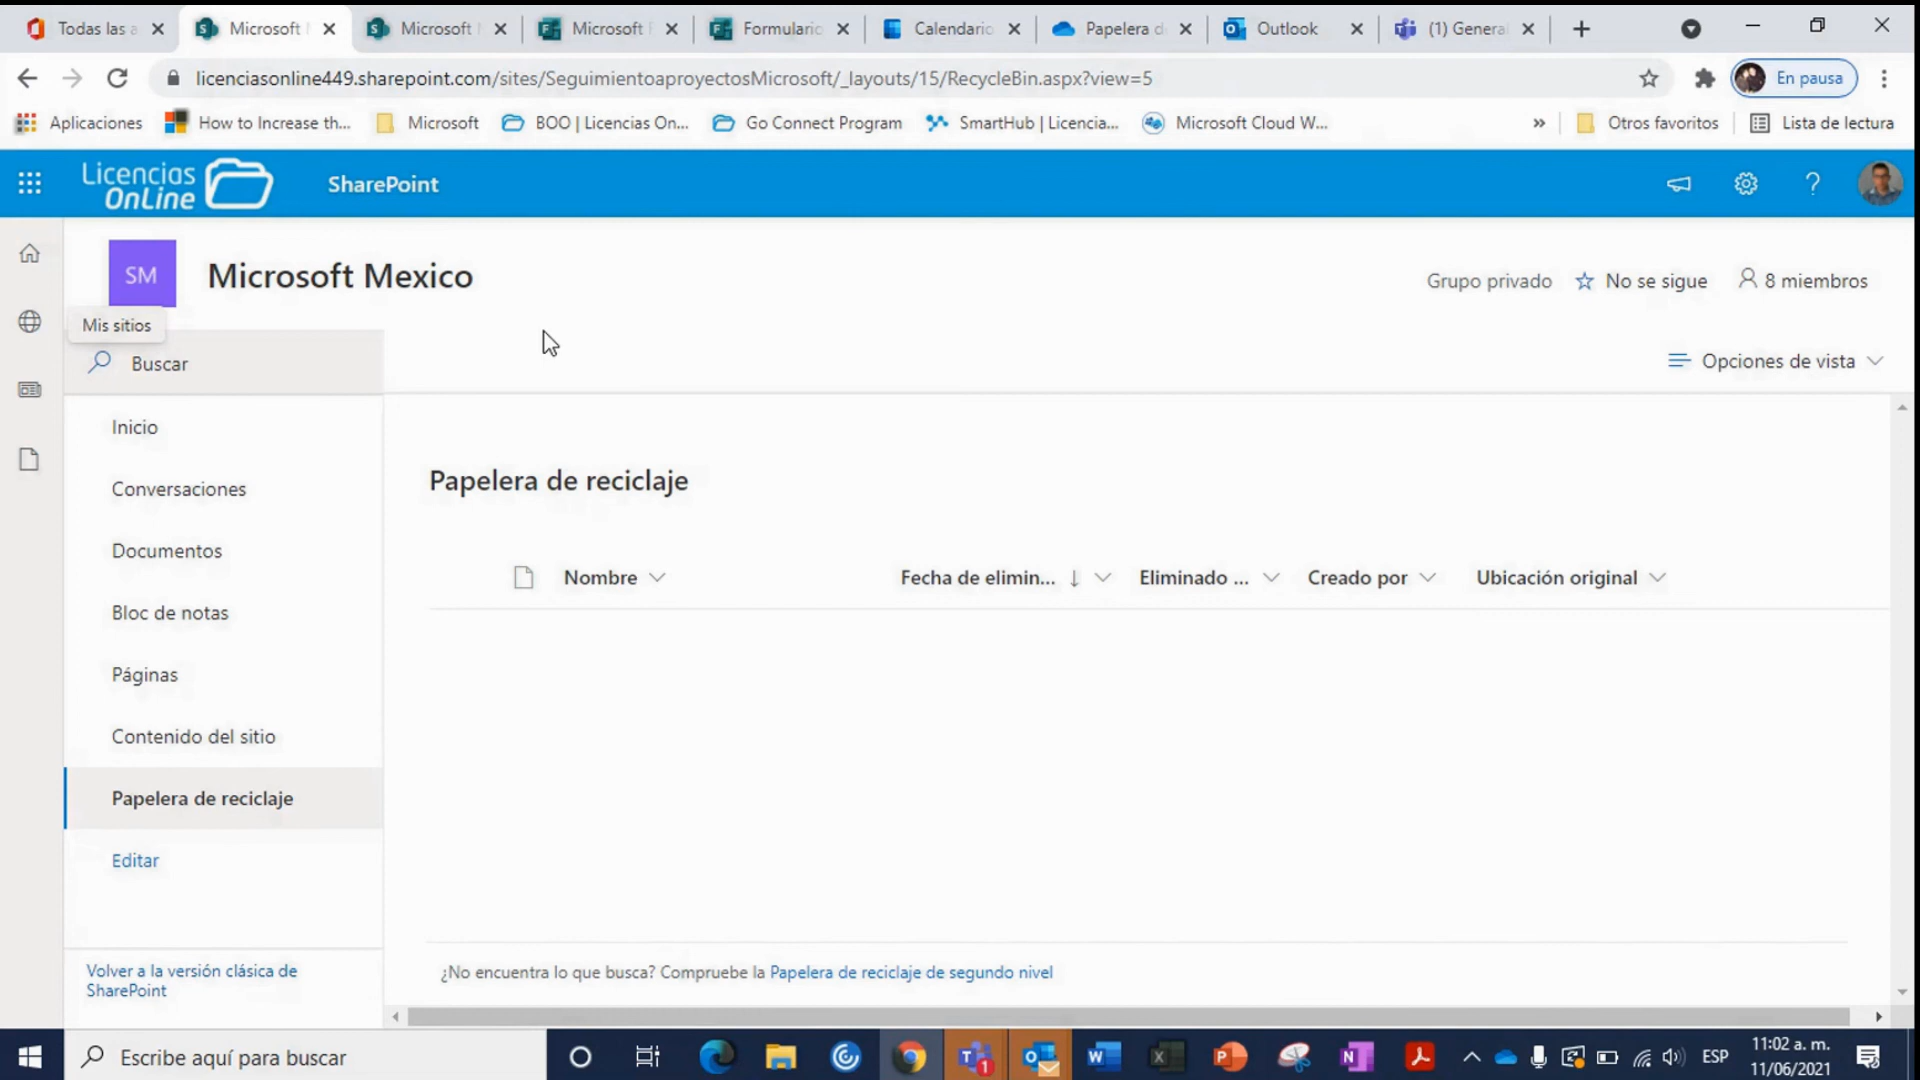 Todas las a
Microsoft
Microsoft
Microsoft
Formulario
Calendario
Papelera d
Outlook
(1) General
licenciasonline449.sharepoint.com/sites/SeguimientoaproyectosMicrosoft/_layouts/15/RecycleBin.aspx?view=5
En pausa
Aplicaciones
How to Increase th...
Microsoft
BOO | Licencias On...
Go Connect Program
SmartHub | Licencia...
Microsoft Cloud W...
»
Otros favoritos
Lista de lectura
Licencias
OnLine
SharePoint
?
SM
Microsoft Mexico
Grupo privado
No se sigue
8 miembros
Mis sitios
Buscar
Opciones de vista
Inicio
Conversaciones
Documentos
Bloc de notas
Páginas
Contenido del sitio
Papelera de reciclaje
Editar
Volver a la versión clásica de
SharePoint
Papelera de reciclaje
Nombre
Fecha de elimin... ↓
Eliminado ...
Creado por
Ubicación original
¿No encuentra lo que busca? Compruebe la Papelera de reciclaje de segundo nivel
Escribe aquí para buscar
1
ESP
11:02 a. m.
11/06/2021